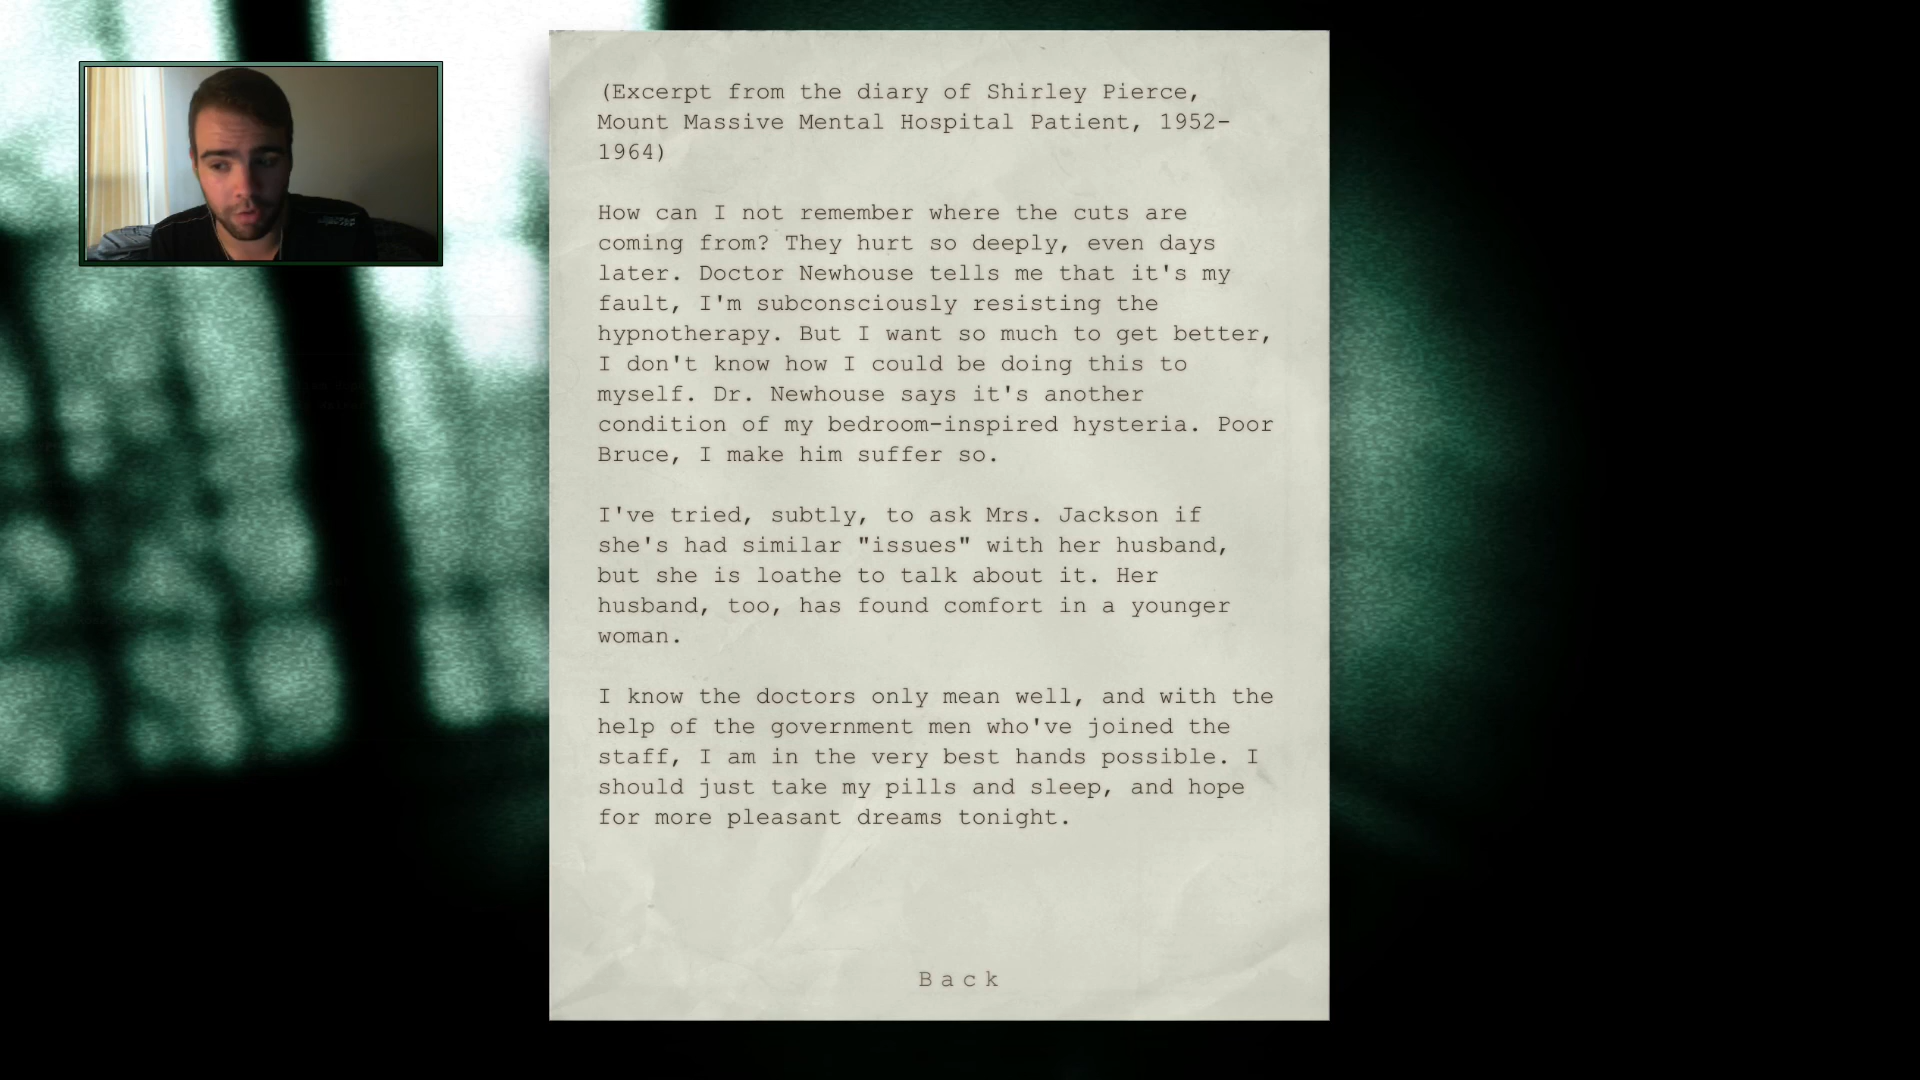 (Excerpt from the diary of Shirley Pierce,
Mount Massive Mental Hospital Patient, 1952-
1964)
How can I not remember where the cuts are
coming from? They hurt so deeply, even days
later. Doctor Newhouse tells me that it's my
fault, I'm subconsciously resisting the
hypnotherapy. But I want so much to get better,
I don't know how I could be doing this to
myself. Dr. Newhouse says it's another
condition of my bedroom-inspired hysteria. Poor
Bruce, I make him suffer so.
I've tried, subtly, to ask Mrs. Jackson if
she's had similar "issues" with her husband,
but she is loathe to talk about it. Her
husband, too, has found comfort in a younger
woman.
I know the doctors only mean well, and with the
help of the government men who've joined the
staff, I am in the very best hands possible. I
should just take my pills and sleep, and hope
for more pleasant dreams tonight.
Back